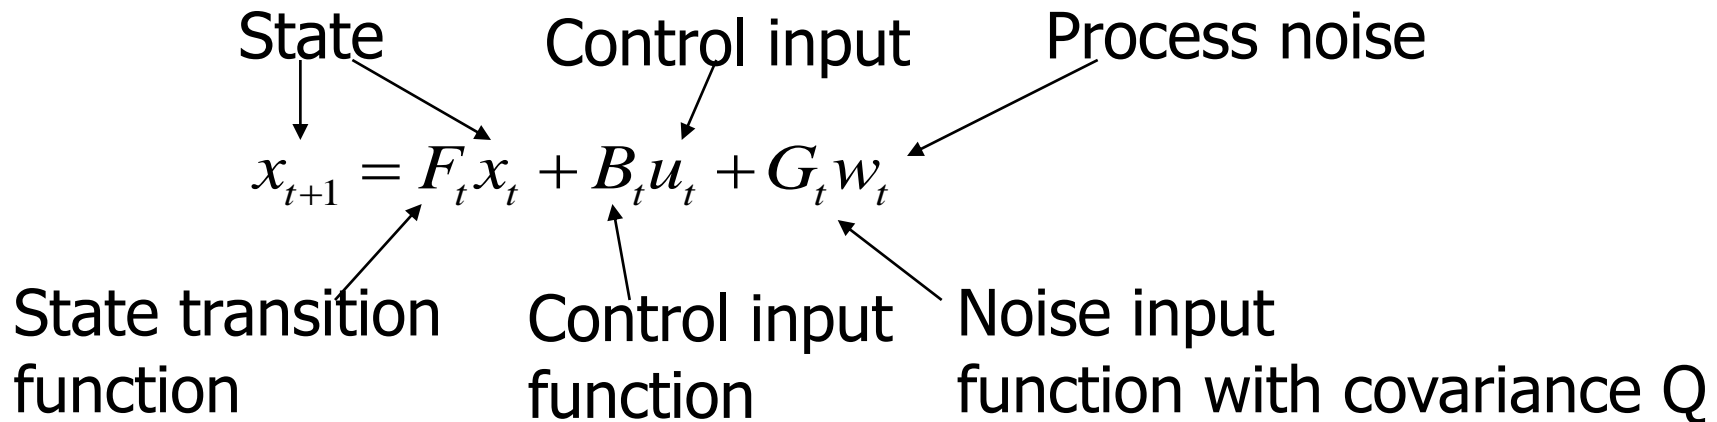 State Control input Process noise
x_{t+1} = F_t x_t + B_t u_t + G_t w_t
State transition function
Control input function
Noise input function with covariance Q